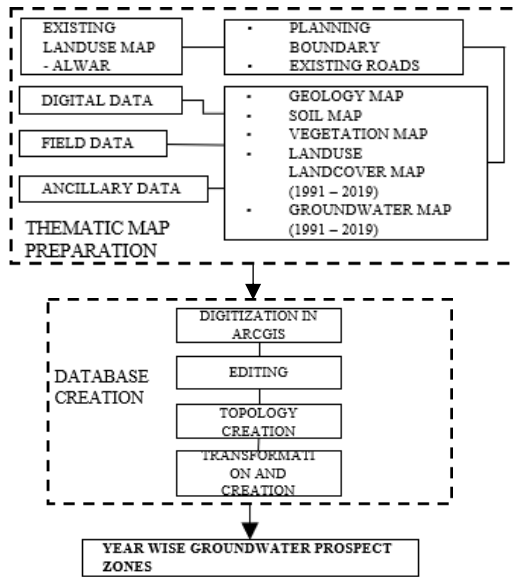 EXISTING
LANDUSE MAP
- ALWAR
▪ PLANNING
BOUNDARY
▪ EXISTING ROADS
DIGITAL DATA
FIELD DATA
ANCILLARY DATA
▪ GEOLOGY MAP
▪ SOIL MAP
▪ VEGETATION MAP
▪ LANDUSE
LANDCOVER MAP
(1991 – 2019)
▪ GROUNDWATER MAP
(1991 – 2019)
THEMATIC MAP
PREPARATION
DATABASE
CREATION
DIGITIZATION IN
ARCGIS
EDITING
TOPOLOGY
CREATION
TRANSFORMATI
ON AND
CREATION
YEAR WISE GROUNDWATER PROSPECT
ZONES